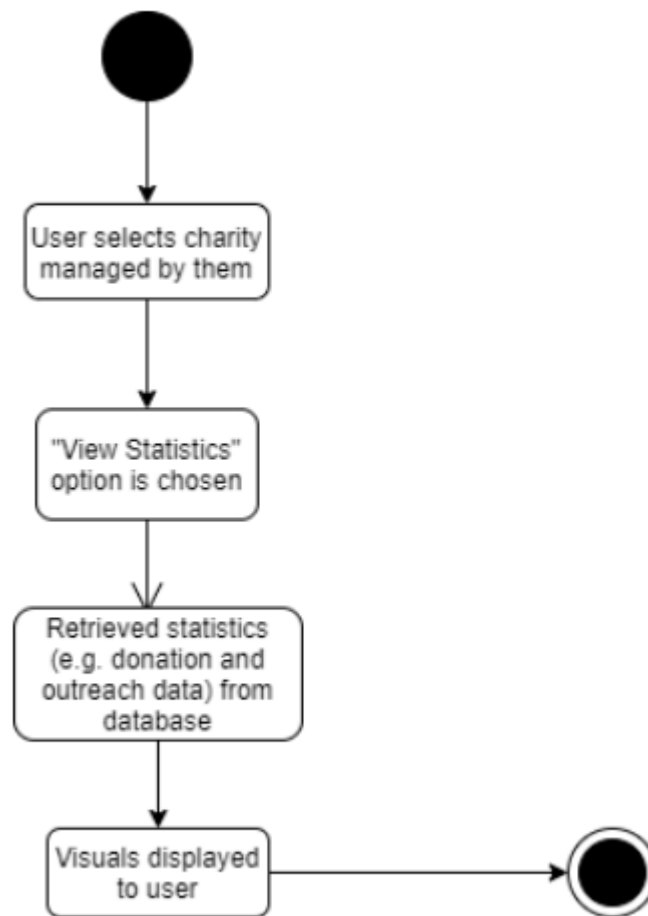 User selects charity
managed by them
"View Statistics"
option is chosen
Retrieved statistics
(e.g. donation and
outreach data) from
database
Visuals displayed
to user